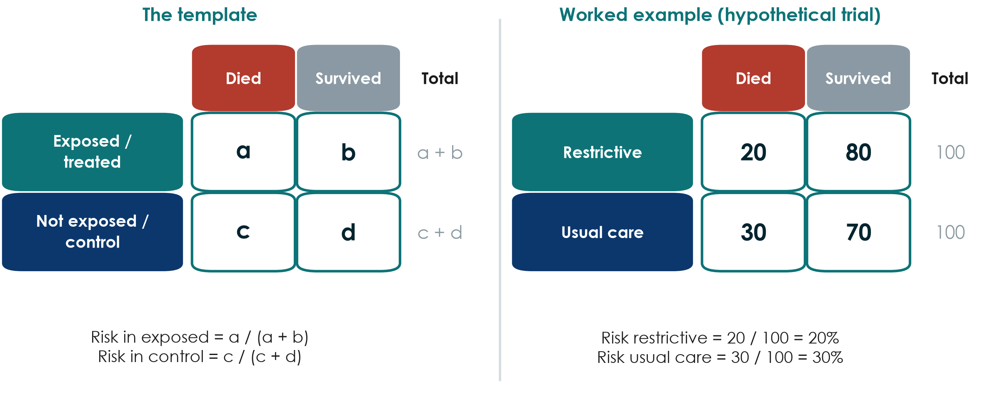 The template
Died Survived Total
Exposed /
treated
a b a + b
Not exposed /
control
c d c + d
Risk in exposed = a / (a + b)
Risk in control = c / (c + d)
Worked example (hypothetical trial)
Died Survived Total
Restrictive 20 80 100
Usual care 30 70 100
Risk restrictive = 20 / 100 = 20%
Risk usual care = 30 / 100 = 30%